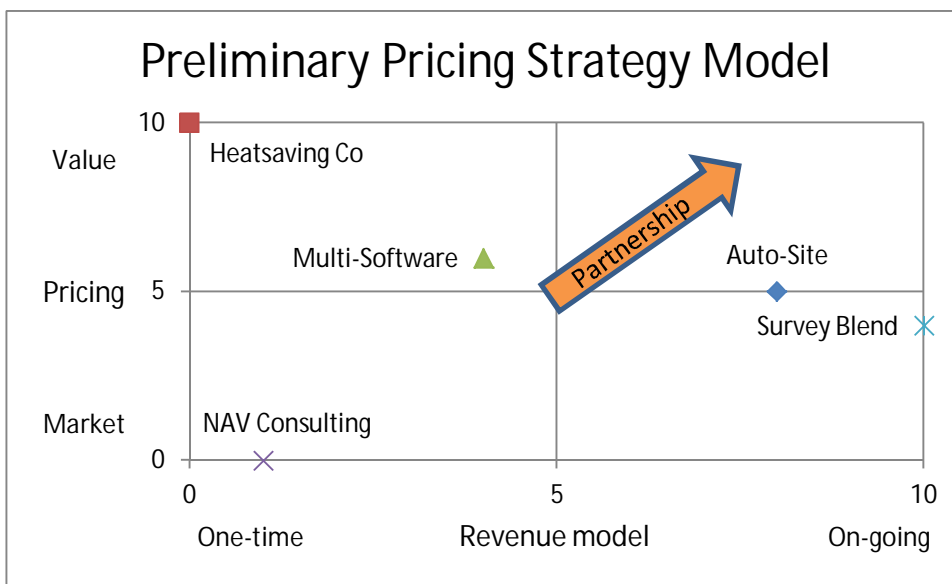 Preliminary Pricing Strategy Model
10
Value
Heatsaving Co
Partnership
Multi-Software
Auto-Site
Pricing
5
Survey Blend
Market
NAV Consulting
0
0
5
10
One-time
Revenue model
On-going